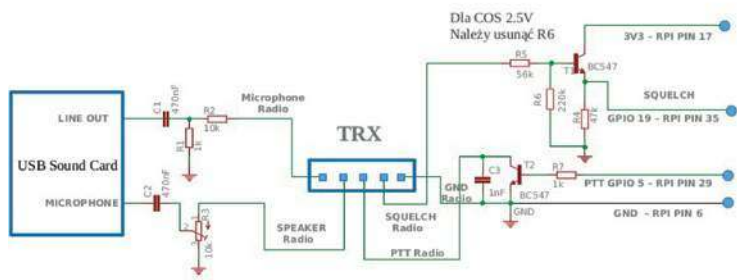 Dla COS 2.5V
Należy usunąć R6
3V3 - RPI PIN 17
R5
56k
T1
BC547
R6
220k
R4
47k
SQUELCH
GPIO 19 - RPI PIN 35
LINE OUT
C1
470nF
R2
10k
R1
1k
Microphone
Radio
TRX
USB Sound Card
MICROPHONE
C2
470nF
R3
10k
2
SPEAKER
Radio
SQUELCH
Radio
PTT Radio
GND
Radio
C3
1nF
T2
BC547
R7
1k
PTT GPIO 5 - RPI PIN 29
GND
GND - RPI PIN 6